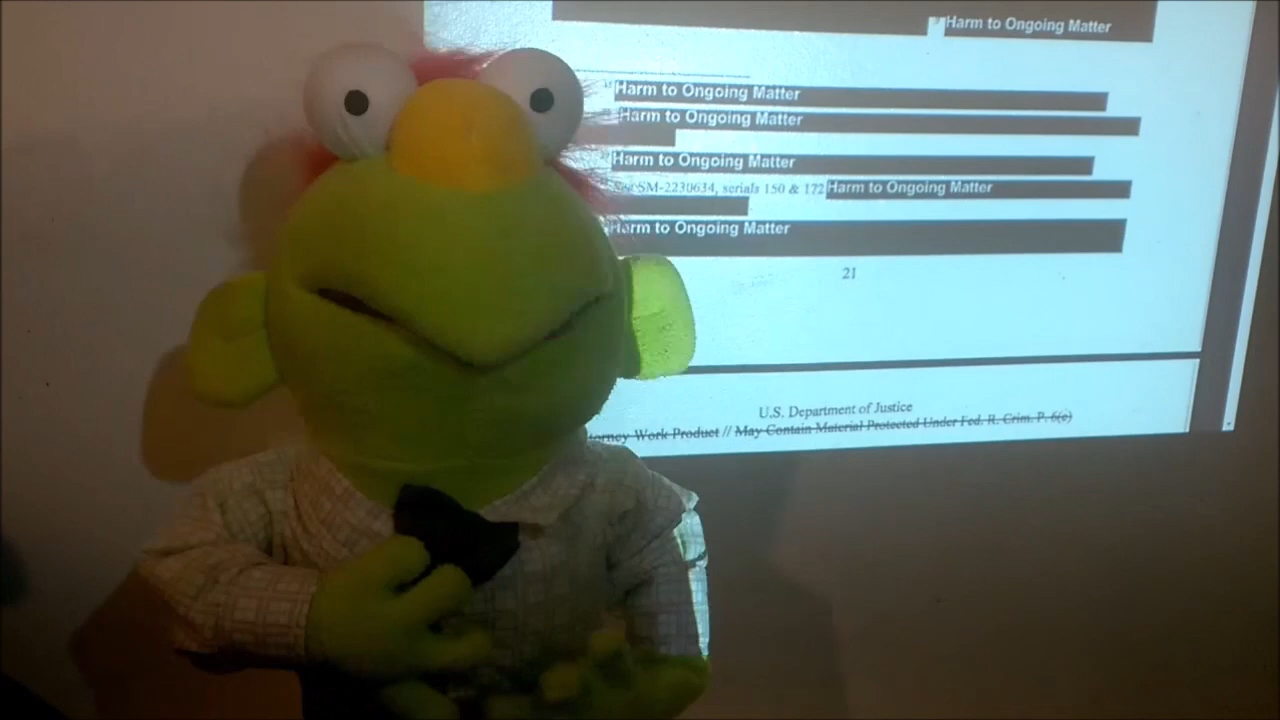 Harm to Ongoing Matter
Harm to Ongoing Matter
Harm to Ongoing Matter
Harm to Ongoing Matter
SM-2230634, serials 150 & 172 Harm to Ongoing Matter
Harm to Ongoing Matter
21
U.S. Department of Justice
Work Product // May Contain Material Protected Under Fed. R. Crim. P. 6(e)